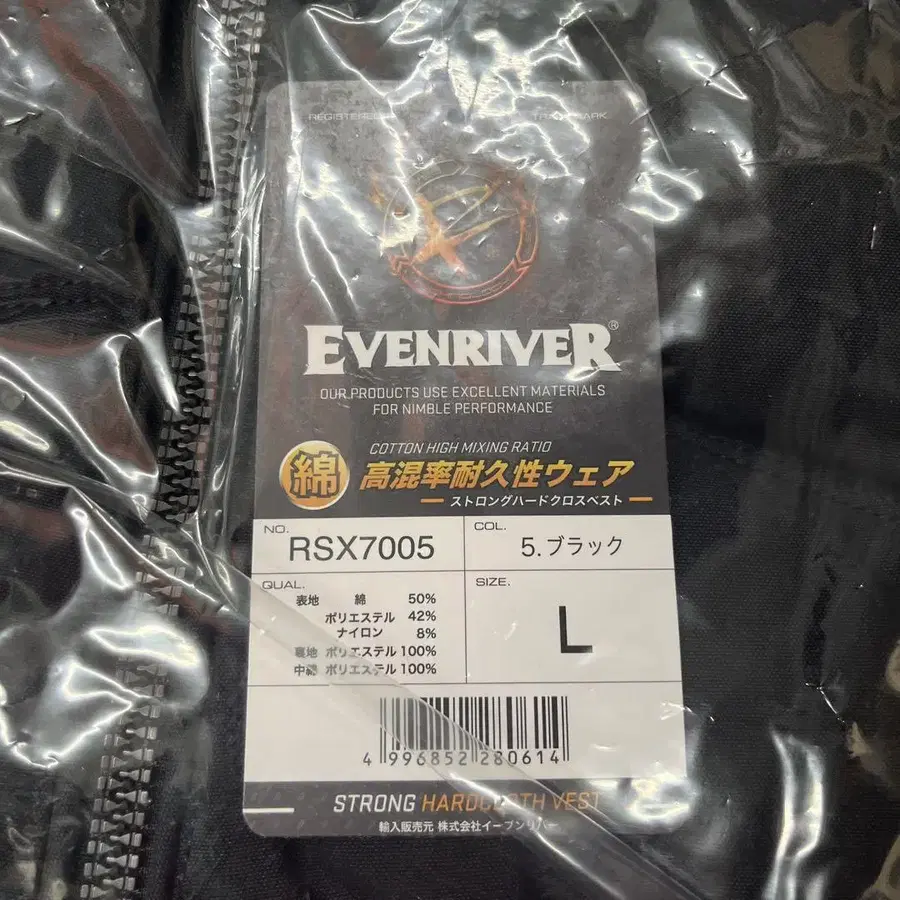 REGISTERED TRADEMARK
EVENRIVER®
OUR PRODUCTS USE EXCELLENT MATERIALS
FOR NIMBLE PERFORMANCE
COTTON HIGH MIXING RATIO
綿 高混率耐久性ウェア
ストロングハードクロスベスト
NO. RSX7005
COL. 5.ブラック
QUAL.
表地 綿 50%
ポリエステル 42%
ナイロン 8%
裏地 ポリエステル 100%
中綿 ポリエステル 100%
SIZE. L
4 996852 280614
STRONG HARDCLOTH VEST
輸入販売元 株式会社イーブンリバー